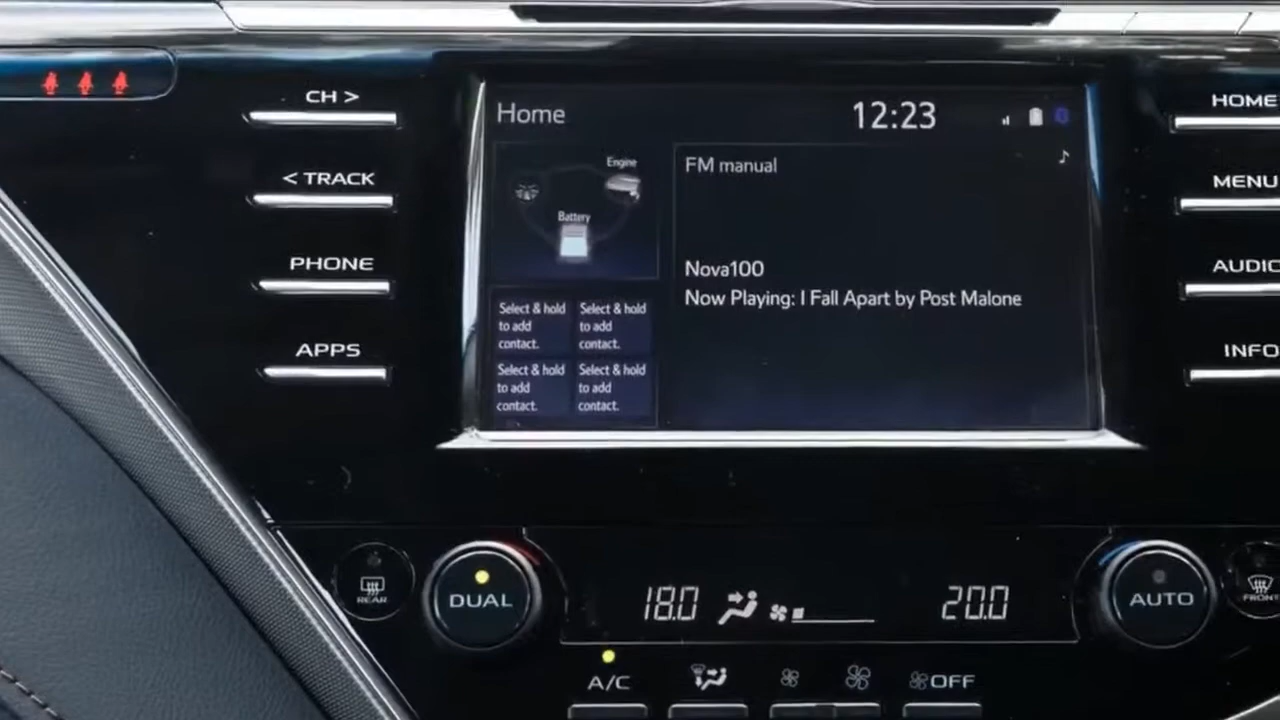 CH >
< TRACK
PHONE
APPS
Home
12:23
Engine
Battery
FM manual
Nova100
Now Playing: I Fall Apart by Post Malone
Select & hold
to add
contact.
Select & hold
to add
contact.
Select & hold
to add
contact.
Select & hold
to add
contact.
HOME
MENU
AUDIO
INFO
REAR
DUAL
18.0
20.0
AUTO
FRONT
A/C
OFF